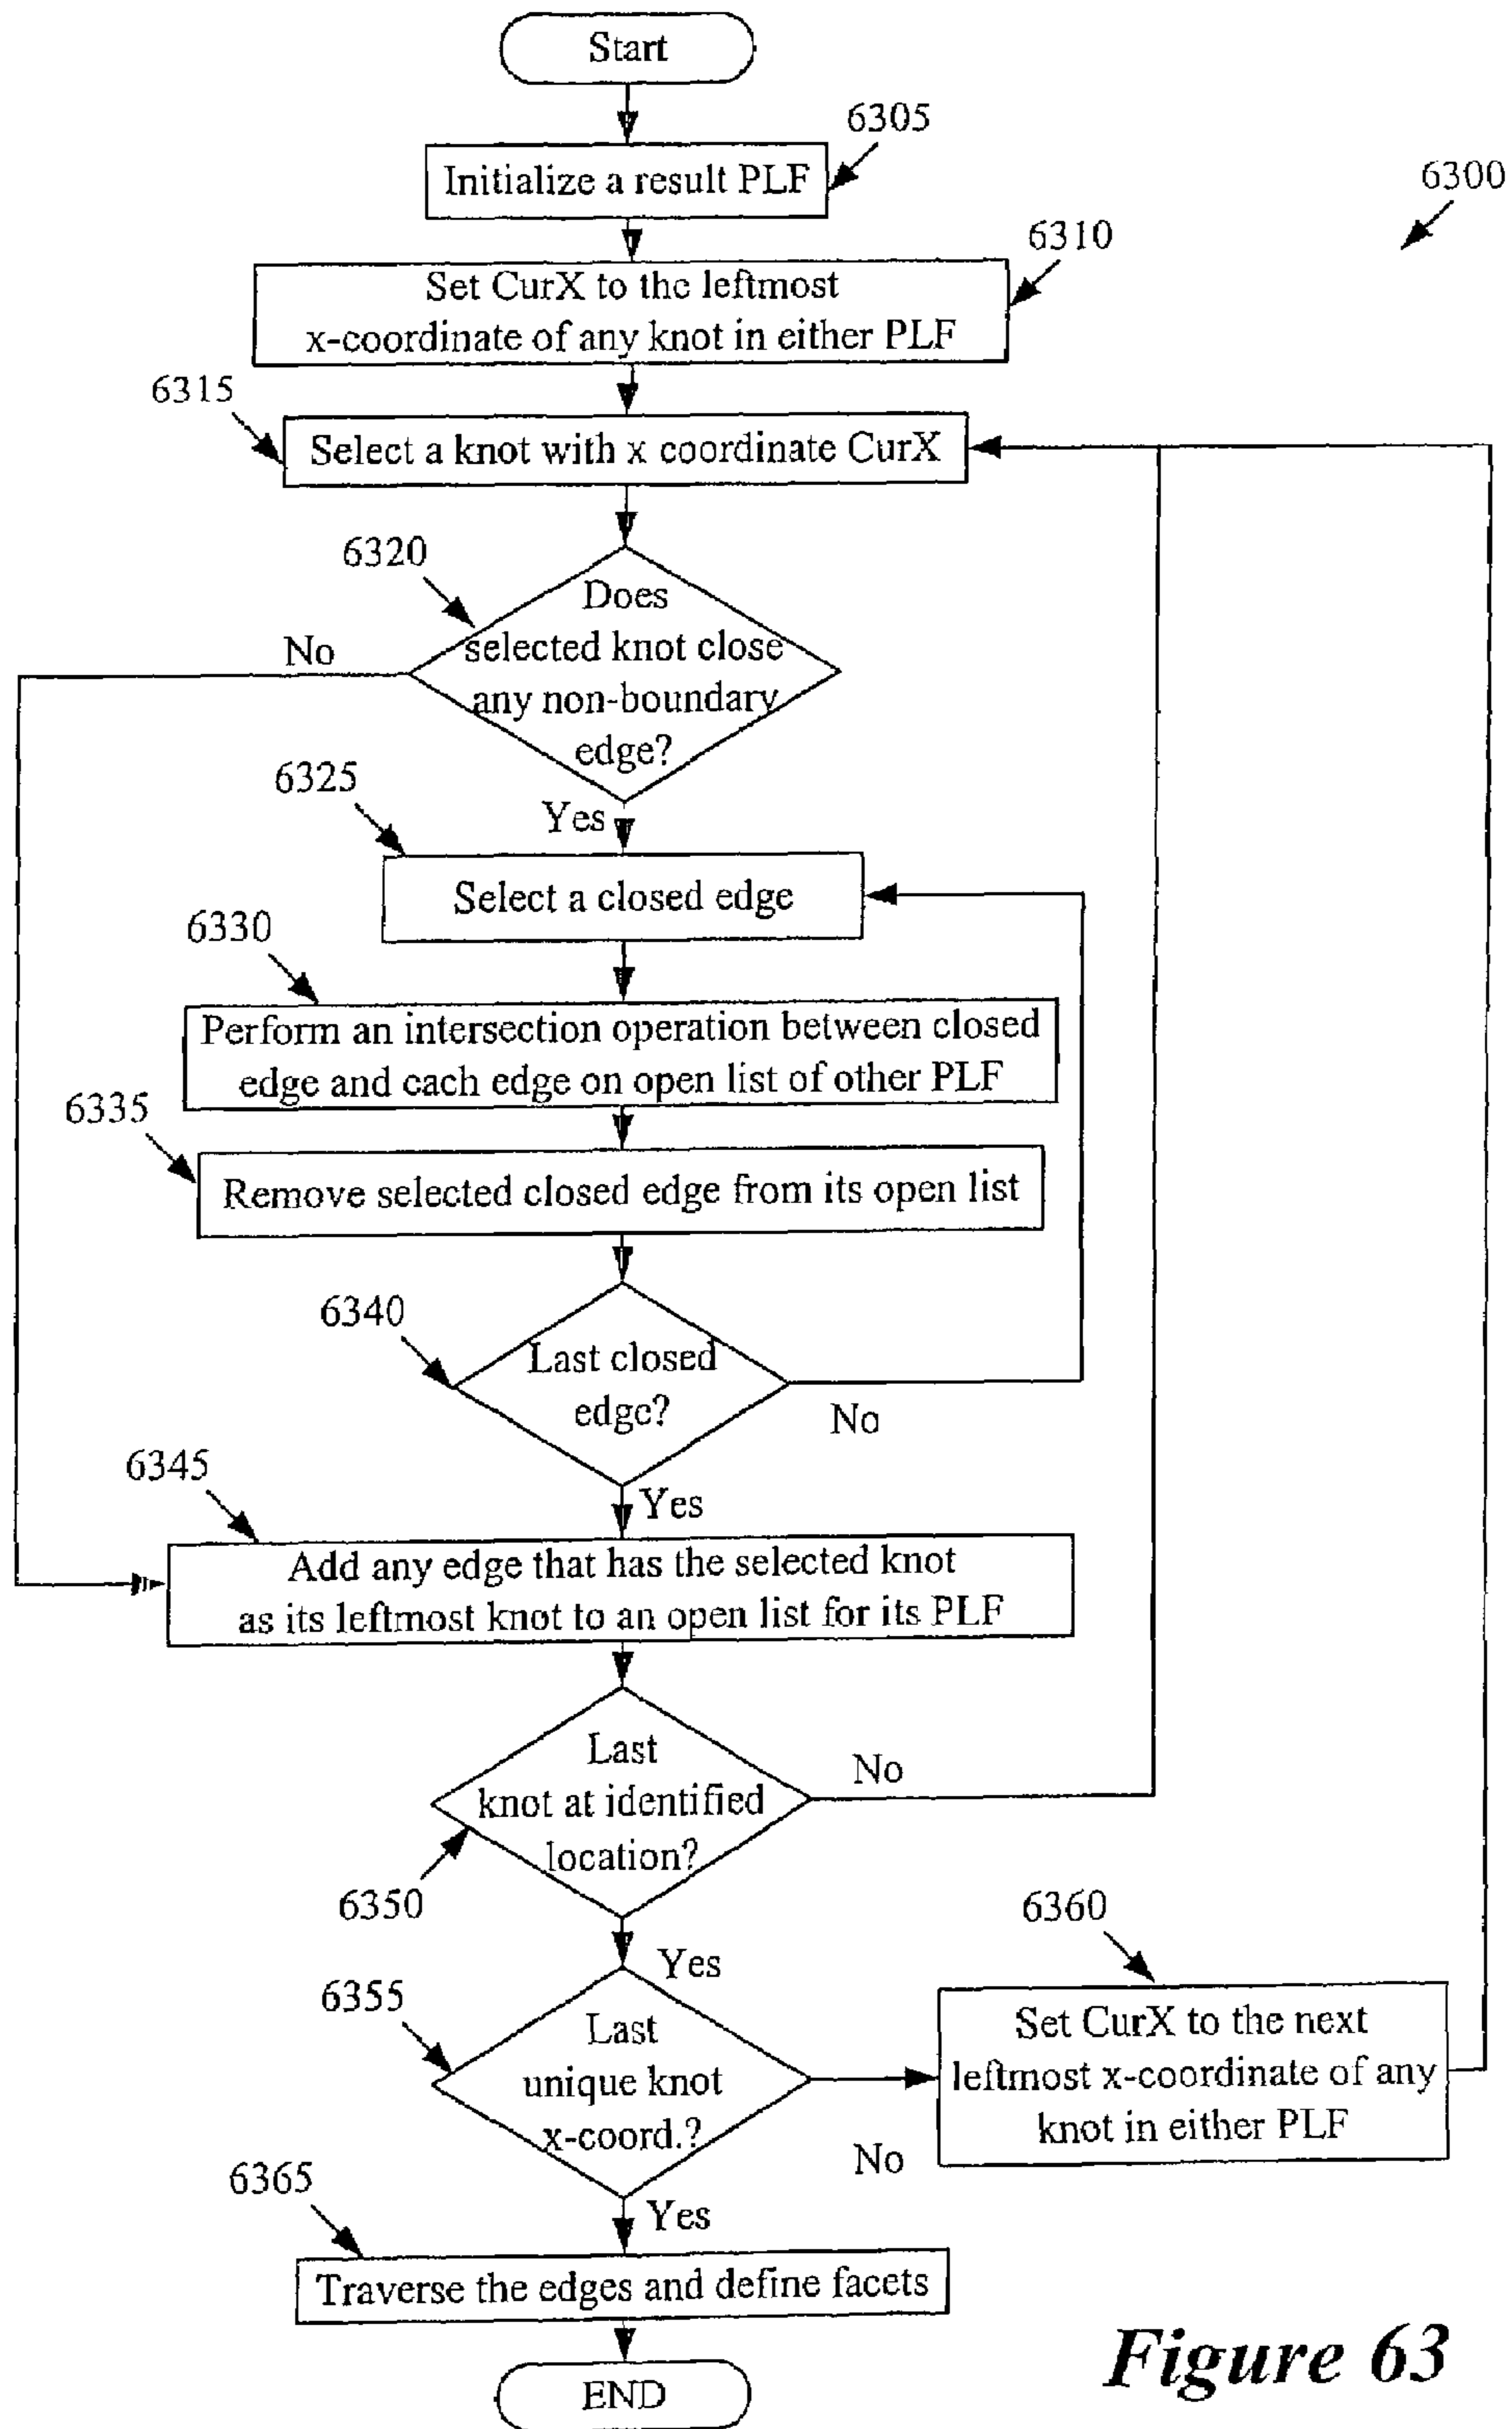 Start
6305
Initialize a result PLF
6300
6310
Set CurX to the leftmost
x-coordinate of any knot in either PLF
6315
Select a knot with x coordinate CurX
6320
Does
selected knot close
any non-boundary
edge?
No
6325
Yes
Select a closed edge
6330
Perform an intersection operation between closed
edge and each edge on open list of other PLF
6335
Remove selected closed edge from its open list
6340
Last closed
edge?
No
6345
Yes
Add any edge that has the selected knot
as its leftmost knot to an open list for its PLF
Last
knot at identified
location?
No
6350
6360
Yes
6355
Last
unique knot
x-coord.?
Set CurX to the next
leftmost x-coordinate of any
knot in either PLF
No
6365
Yes
Traverse the edges and define facets
END
Figure 63